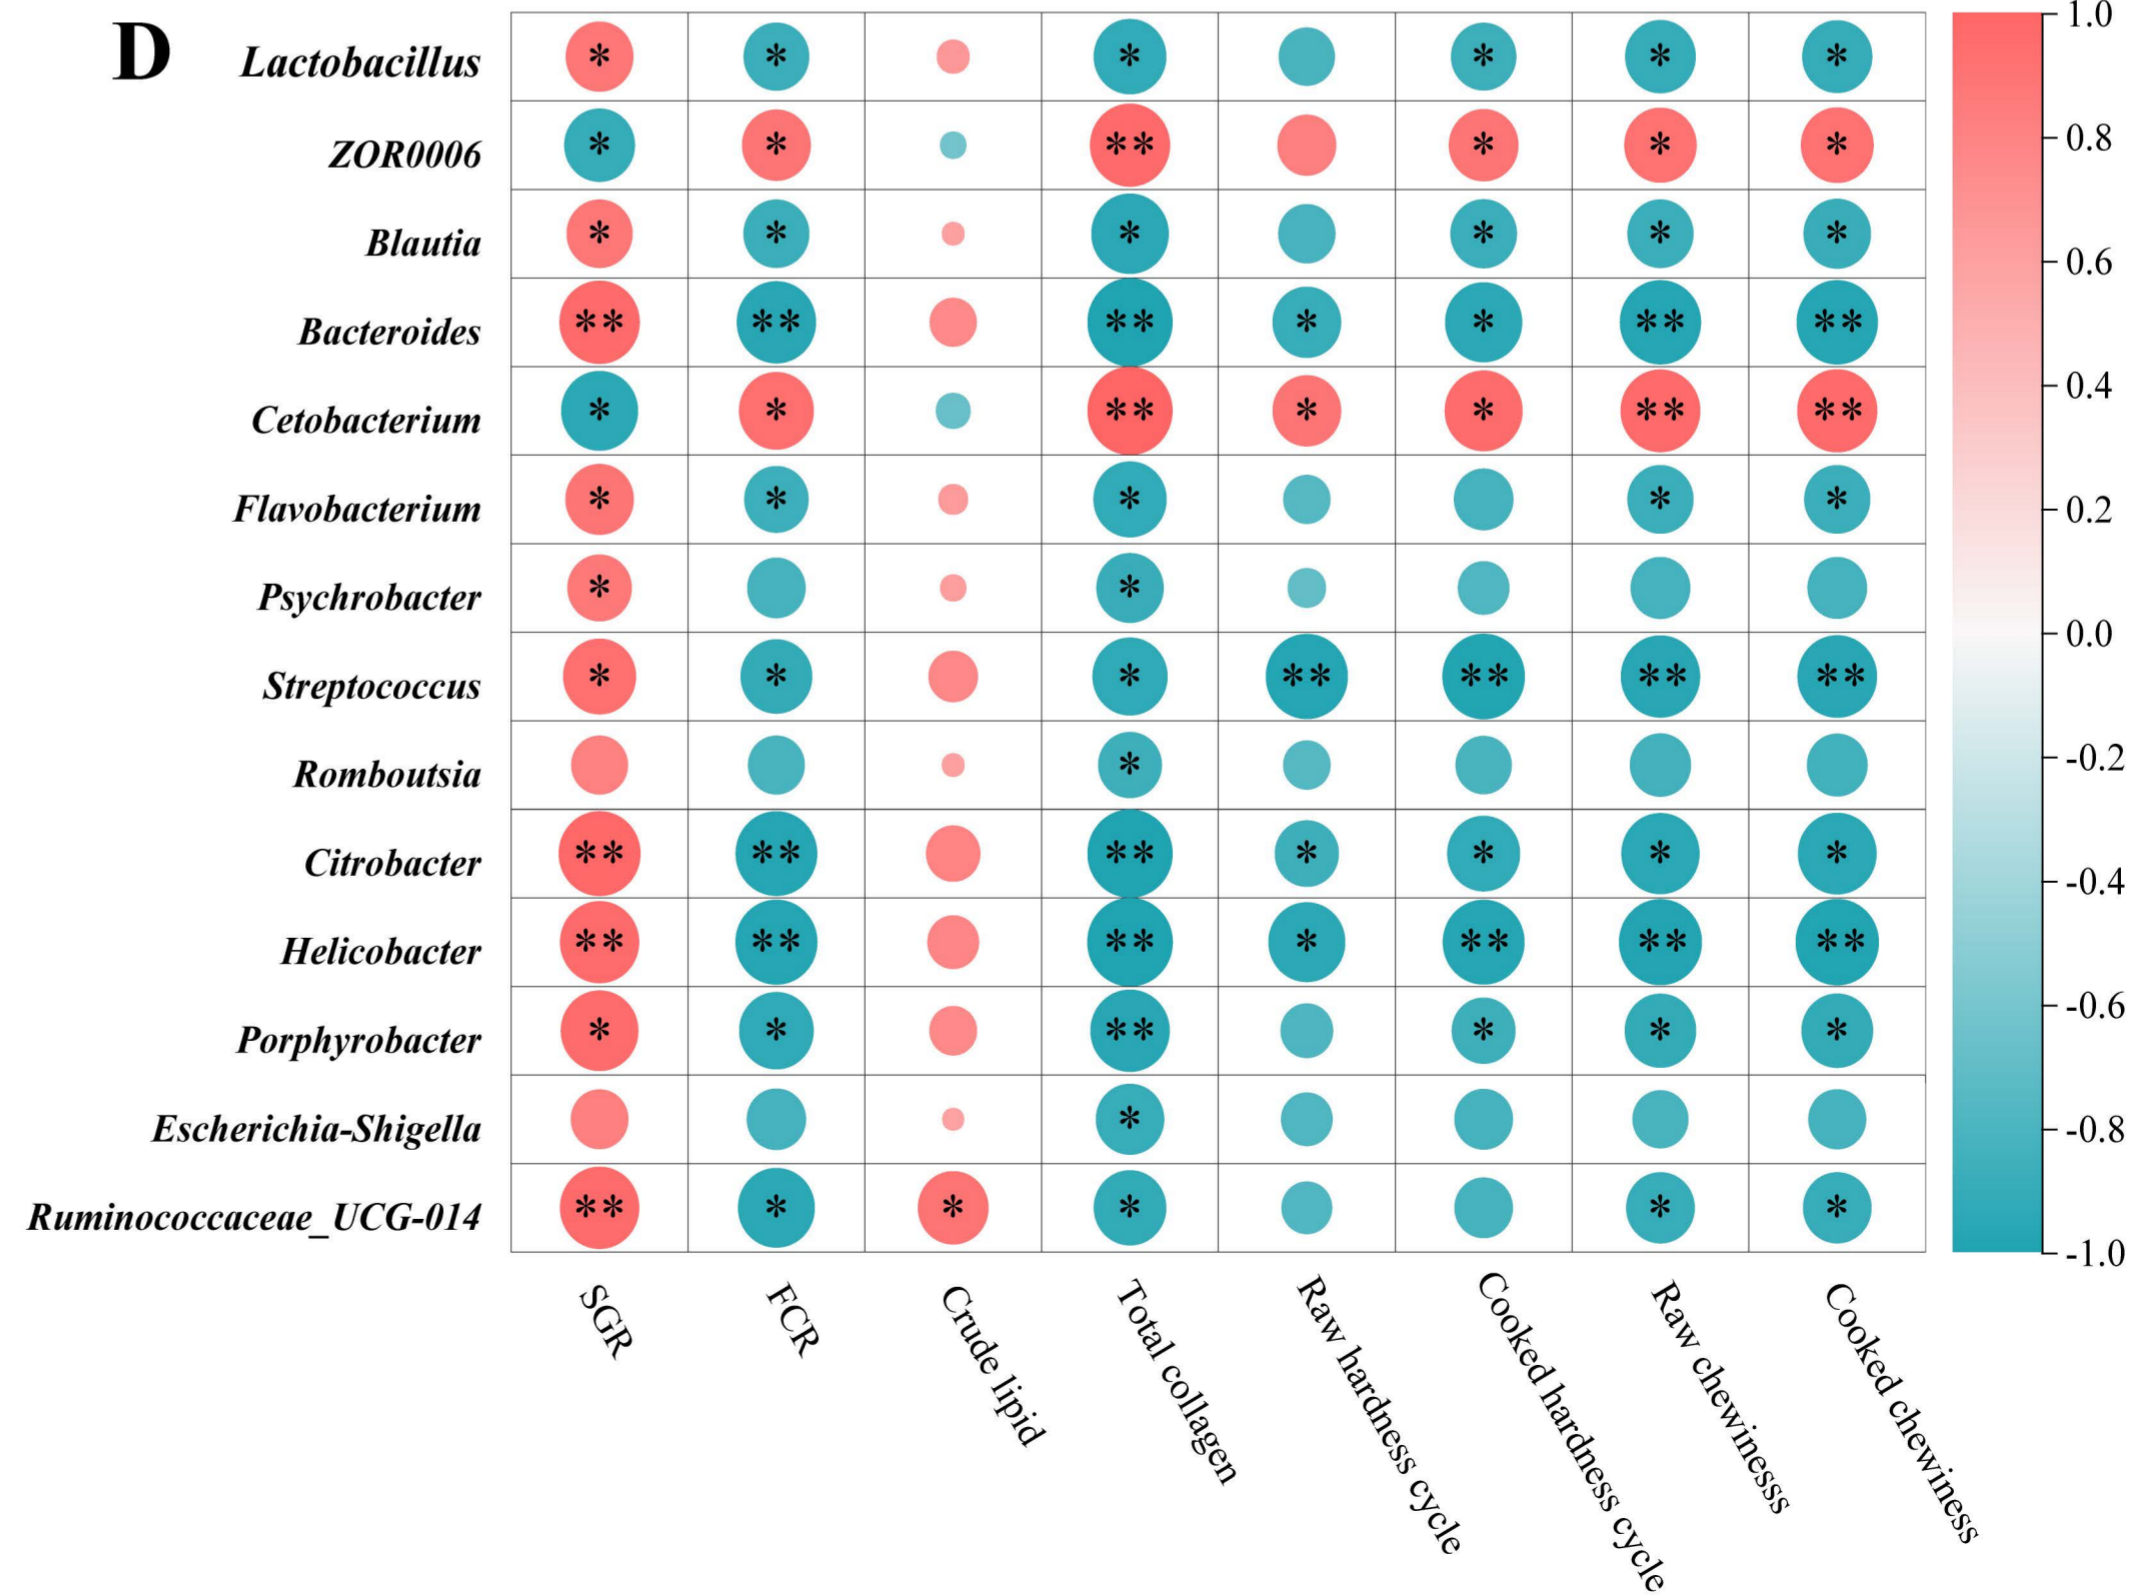 D
Lactobacillus * * * * * *
ZOR0006 * * ** * * *
Blautia * * * * * *
Bacteroides ** ** ** * * ** **
Cetobacterium * * ** * * ** **
Flavobacterium * * * * *
Psychrobacter * *
Streptococcus * * * ** ** ** **
Romboutsia *
Citrobacter ** ** ** * * * *
Helicobacter ** ** ** * ** ** **
Porphyrobacter * * ** * * *
Escherichia-Shigella *
Ruminococcaceae_UCG-014 ** * * * * *
SGR
FCR
Crude lipid
Total collagen
Raw hardness cycle
Cooked hardness cycle
Raw chewinesss
Cooked chewiness
1.0
0.8
0.6
0.4
0.2
0.0
-0.2
-0.4
-0.6
-0.8
-1.0